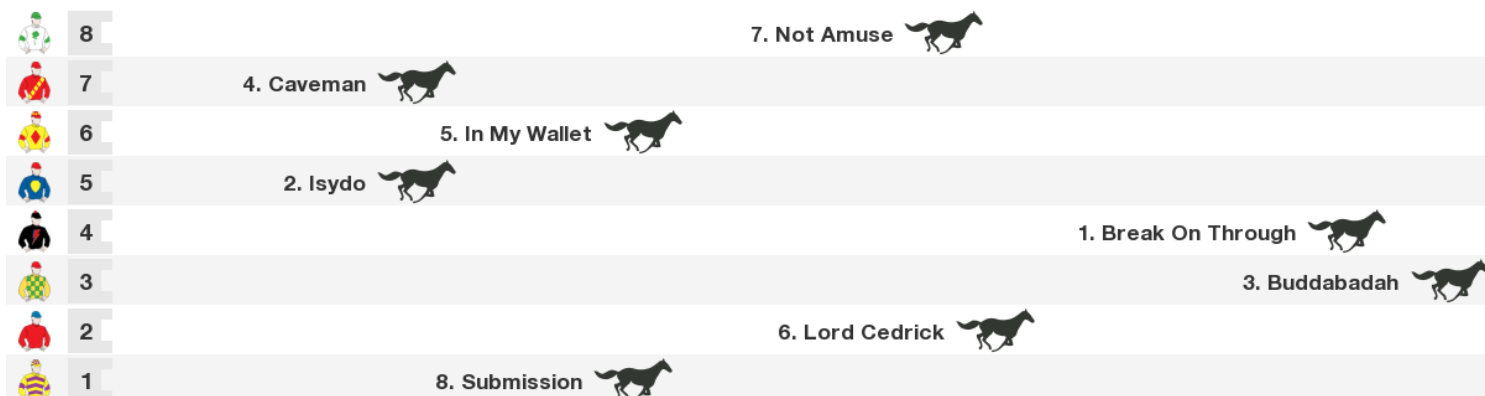 8 7. Not Amuse
7 4. Caveman
6 5. In My Wallet
5 2. Isydo
4 1. Break On Through
3 3. Buddabadah
2 6. Lord Cedrick
1 8. Submission